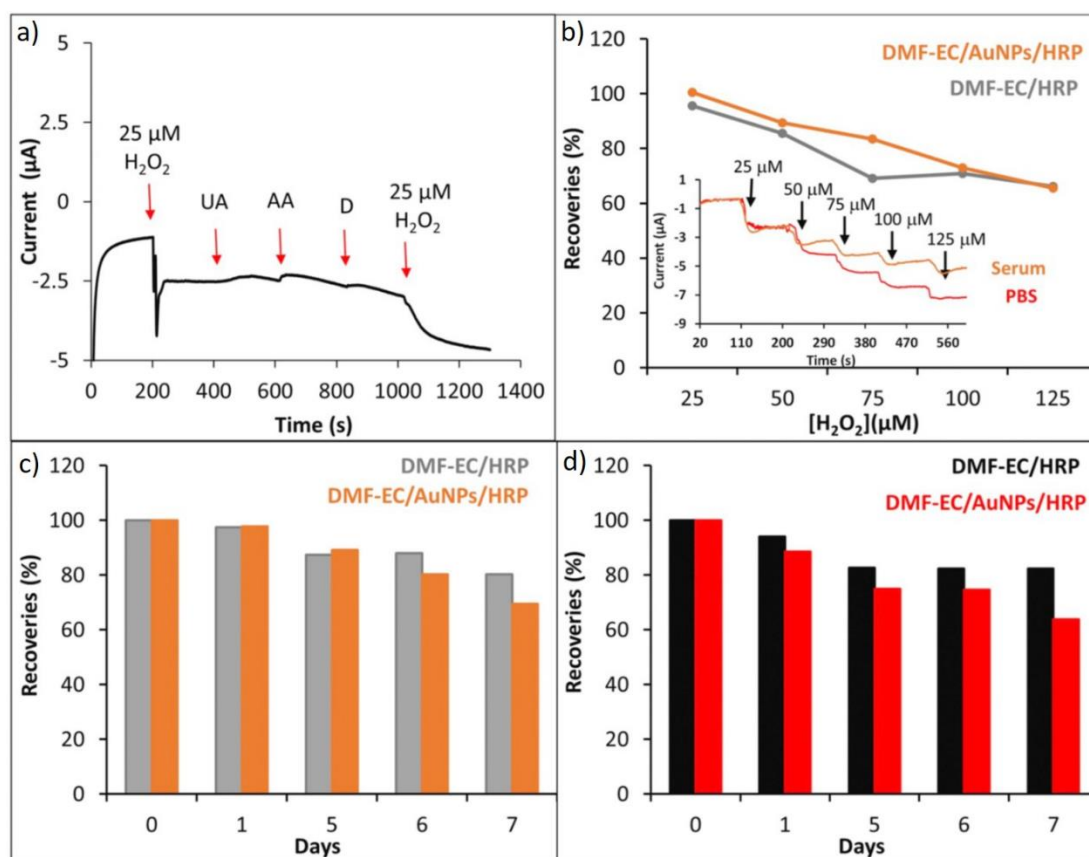 a)
5
2.5
0
-2.5
-5
Current (µA)
25 µM
H₂O₂
UA
AA
D
25 µM
H₂O₂
0 200 400 600 800 1000 1200 1400
Time (s)
b)
120
100
80
60
40
20
0
Recoveries (%)
DMF-EC/AuNPs/HRP
DMF-EC/HRP
1
-1
-3
-5
-7
-9
Current (µA)
25 µM
50 µM
75 µM
100 µM
125 µM
Serum
PBS
20 110 200 290 380 470 560
Time (s)
25 50 75 100 125
[H₂O₂](µM)
c)
120
100
80
60
40
20
0
Recoveries (%)
DMF-EC/HRP
DMF-EC/AuNPs/HRP
0 1 5 6 7
Days
d)
120
100
80
60
40
20
0
Recoveries (%)
DMF-EC/HRP
DMF-EC/AuNPs/HRP
0 1 5 6 7
Days